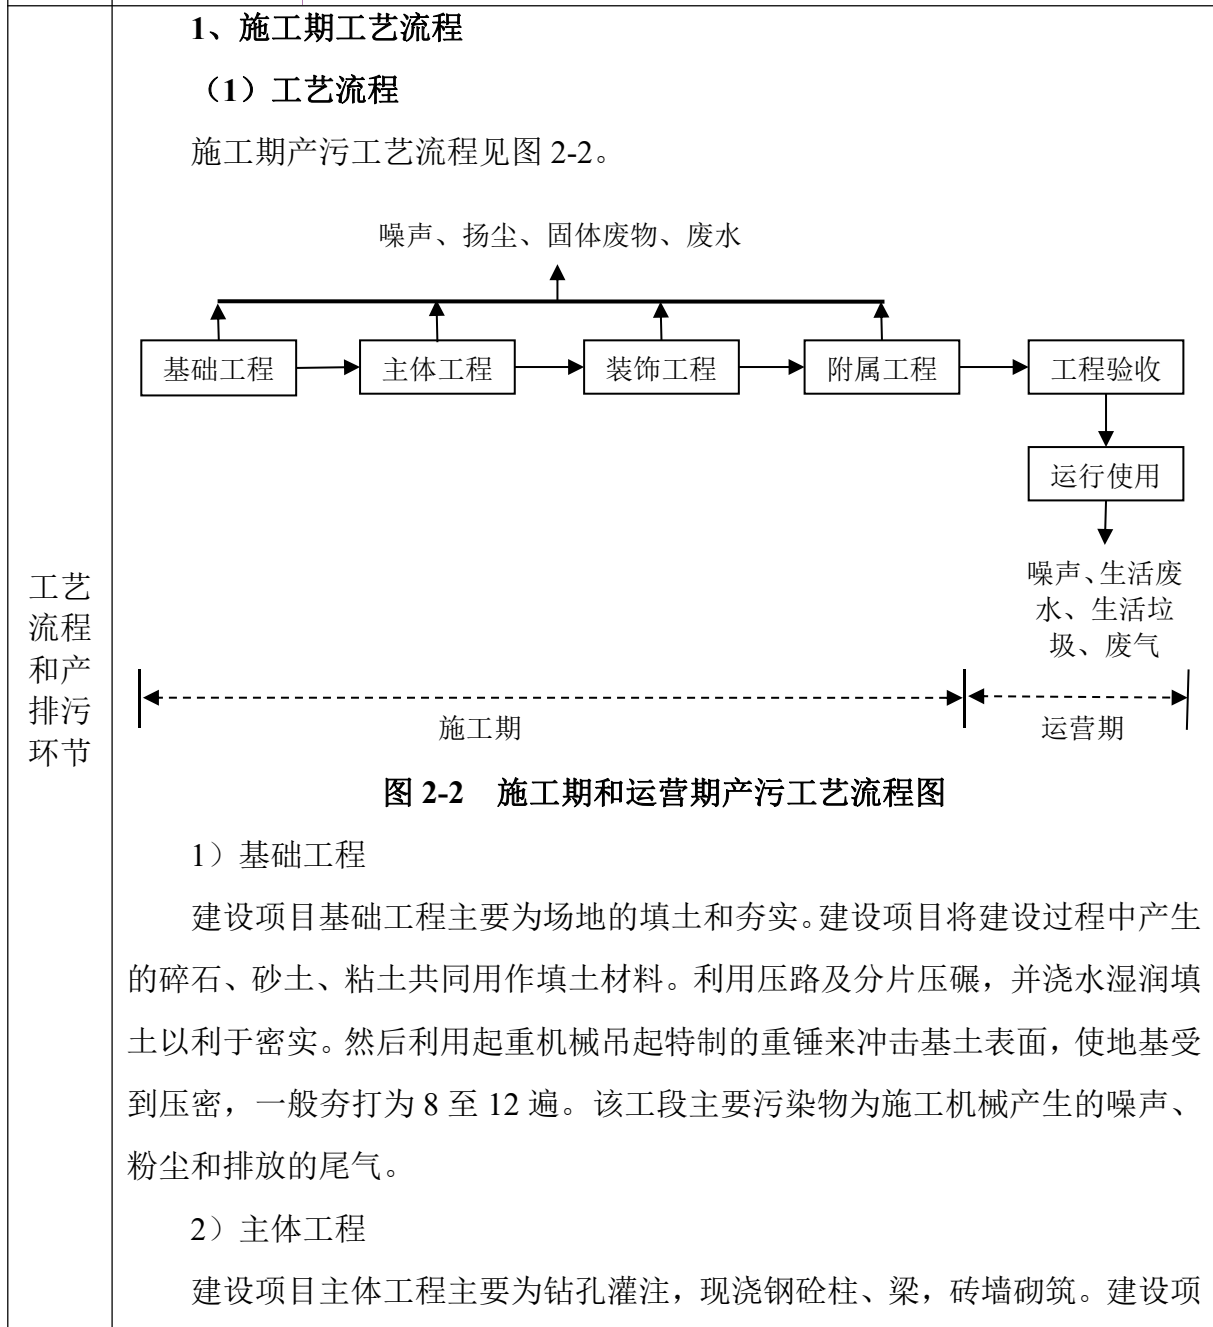 1、施工期工艺流程
（1）工艺流程
施工期产污工艺流程见图 2-2。
噪声、扬尘、固体废物、废水
基础工程
主体工程
装饰工程
附属工程
工程验收
运行使用
噪声、生活废
水、生活垃
圾、废气
施工期
运营期
图 2-2 施工期和运营期产污工艺流程图
工艺
流程
和产
排污
环节
1）基础工程
建设项目基础工程主要为场地的填土和夯实。建设项目将建设过程中产生
的碎石、砂土、粘土共同用作填土材料。利用压路及分片压碾，并浇水湿润填
土以利于密实。然后利用起重机械吊起特制的重锤来冲击基土表面，使地基受
到压密，一般夯打为 8 至 12 遍。该工段主要污染物为施工机械产生的噪声、
粉尘和排放的尾气。
2）主体工程
建设项目主体工程主要为钻孔灌注，现浇钢砼柱、梁，砖墙砌筑。建设项